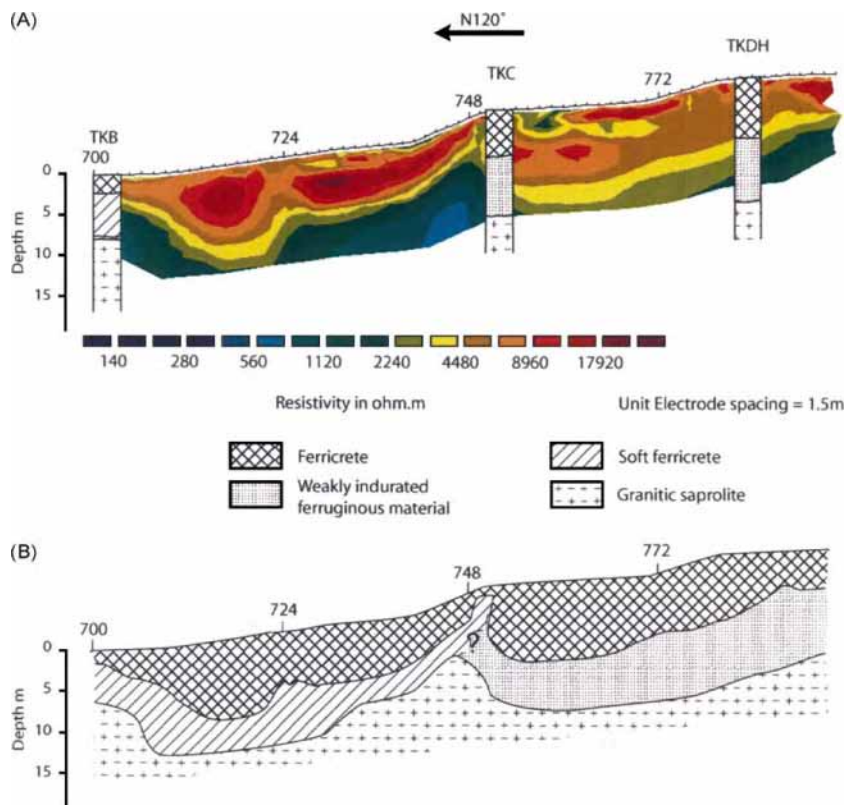 (A)
N120°
TKDH
TKC
772
748
TKB
724
700
0
5
10
15
Depth m
140 280 560 1120 2240 4480 8960 17920
Resistivity in ohm.m Unit Electrode spacing = 1.5m
Ferricrete Soft ferricrete
Weakly indurated Granitic saprolite
ferruginous material
(B)
772
748
724
700
?
0
5
10
15
Depth m